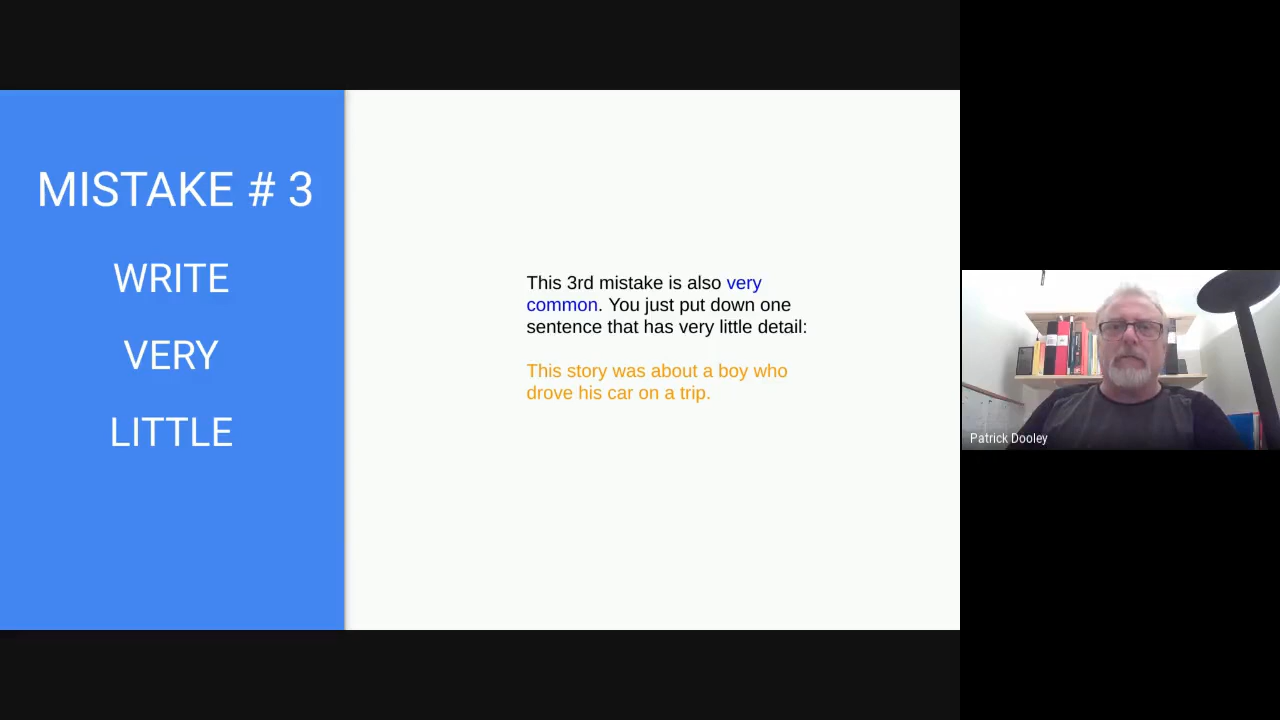 MISTAKE # 3
WRITE
VERY
LITTLE
This 3rd mistake is also very
common. You just put down one
sentence that has very little detail:
This story was about a boy who
drove his car on a trip.
Patrick Dooley